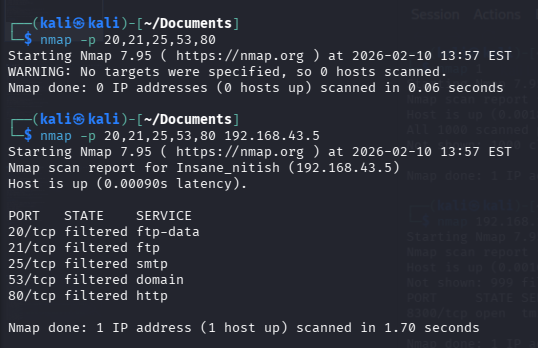 Session Actions
┌──(kali㉿kali)-[~/Documents]
└─$ nmap -p 20,21,25,53,80
Starting Nmap 7.95 ( https://nmap.org ) at 2026-02-10 13:57 EST
WARNING: No targets were specified, so 0 hosts scanned.
Nmap done: 0 IP addresses (0 hosts up) scanned in 0.06 seconds
┌──(kali㉿kali)-[~/Documents]
└─$ nmap -p 20,21,25,53,80 192.168.43.5
Starting Nmap 7.95 ( https://nmap.org ) at 2026-02-10 13:57 EST
Nmap scan report for Insane_nitish (192.168.43.5)
Host is up (0.00090s latency).
PORT   STATE    SERVICE
20/tcp filtered ftp-data
21/tcp filtered ftp
25/tcp filtered smtp
53/tcp filtered domain
80/tcp filtered http
Nmap done: 1 IP address (1 host up) scanned in 1.70 seconds